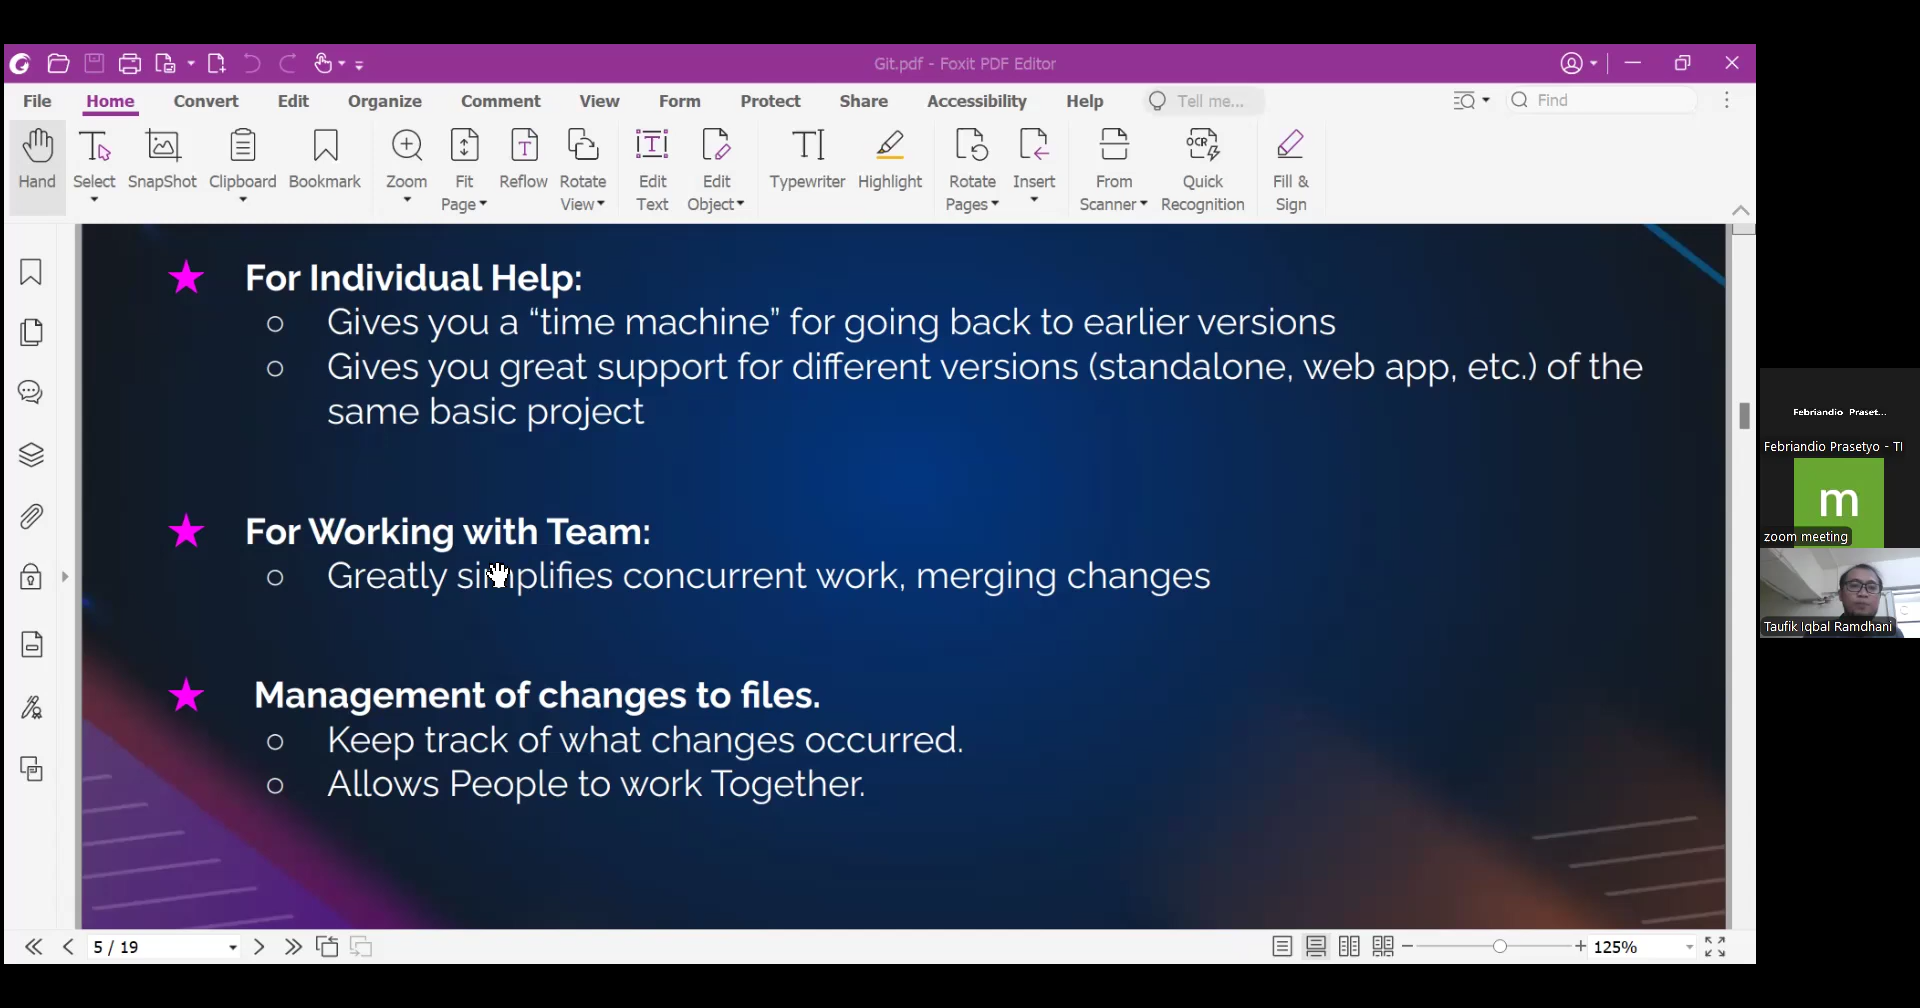 Git.pdf - Foxit PDF Editor
File Home Convert Edit Organize Comment View Form Protect Share Accessibility Help Tell me... Find
Hand Select SnapShot Clipboard Bookmark Zoom Fit Page Reflow Rotate View Edit Text Edit Object Typewriter Highlight Rotate Pages Insert From Scanner Quick Recognition Fill & Sign
OCR
★ For Individual Help:
○ Gives you a “time machine” for going back to earlier versions
○ Gives you great support for different versions (standalone, web app, etc.) of the
same basic project
★ For Working with Team:
○ Greatly simplifies concurrent work, merging changes
★ Management of changes to files.
○ Keep track of what changes occurred.
○ Allows People to work Together.
Febriandio Praset...
Febriandio Prasetyo - TI
m
zoom meeting
Taufik Iqbal Ramdhani
5 / 19
125%